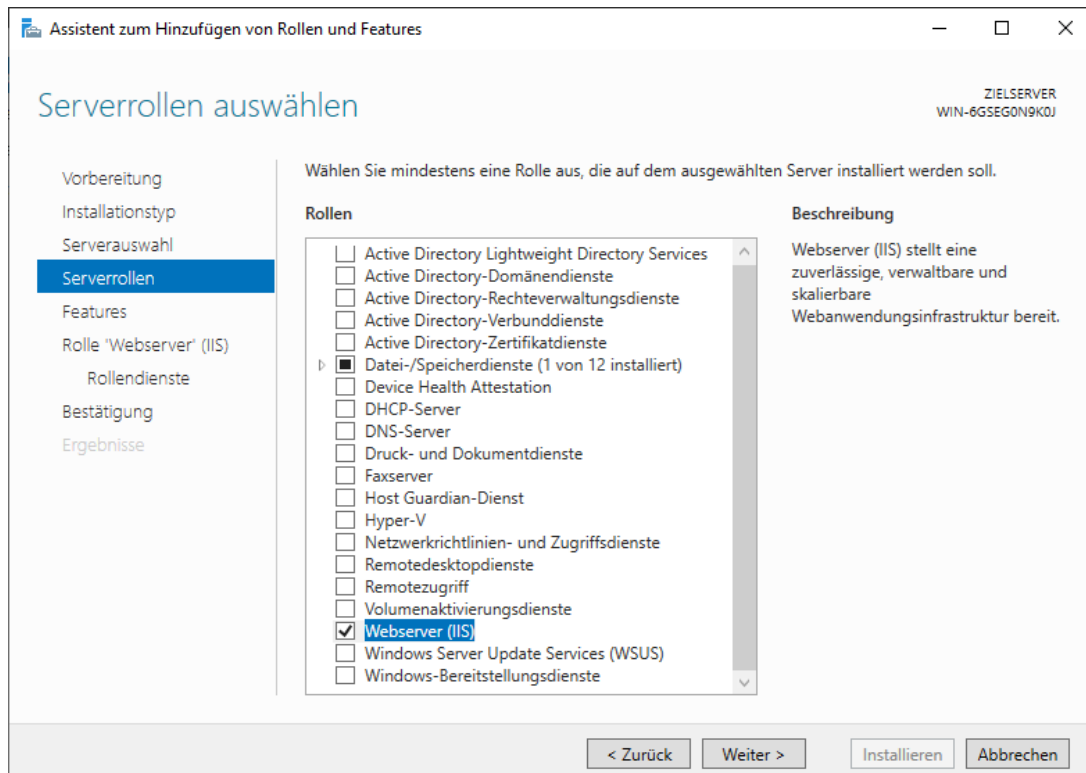 Assistent zum Hinzufügen von Rollen und Features
Serverrollen auswählen
ZIELSERVER
WIN-6GSEG0N9K0J
Vorbereitung
Installationstyp
Serverauswahl
Serverrollen
Features
Rolle 'Webserver' (IIS)
Rollendienste
Bestätigung
Ergebnisse
Wählen Sie mindestens eine Rolle aus, die auf dem ausgewählten Server installiert werden soll.
Rollen
Active Directory Lightweight Directory Services
Active Directory-Domänendienste
Active Directory-Rechteverwaltungsdienste
Active Directory-Verbunddienste
Active Directory-Zertifikatdienste
Datei-/Speicherdienste (1 von 12 installiert)
Device Health Attestation
DHCP-Server
DNS-Server
Druck- und Dokumentdienste
Faxserver
Host Guardian-Dienst
Hyper-V
Netzwerkrichtlinien- und Zugriffsdienste
Remotedesktopdienste
Remotezugriff
Volumenaktivierungsdienste
Webserver (IIS)
Windows Server Update Services (WSUS)
Windows-Bereitstellungsdienste
Beschreibung
Webserver (IIS) stellt eine
zuverlässige, verwaltbare und
skalierbare
Webanwendungsinfrastruktur bereit.
< Zurück
Weiter >
Installieren
Abbrechen